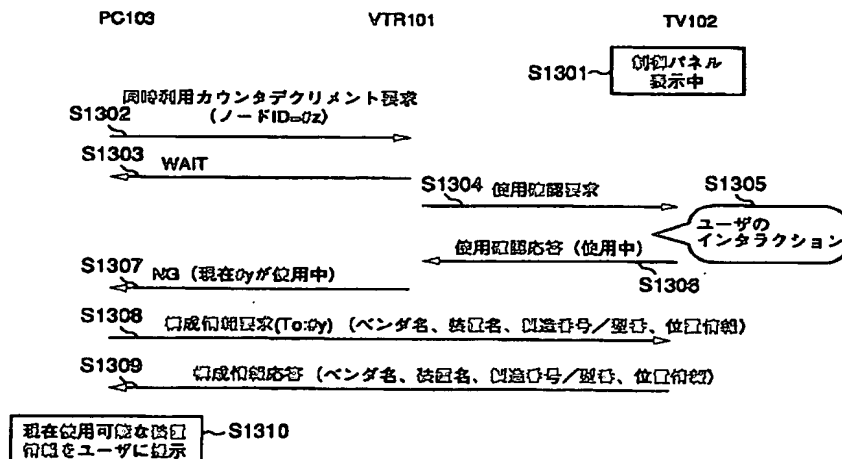 PC103
VTR101
TV102
S1301
制御パネル
表示中
同時利用カウンタデクリメント要求
S1302
(ノードID=#z)
S1303
WAIT
S1304
使用確認要求
S1305
ユーザの
インタラクション
使用確認応答 (使用中)
S1306
S1307
NG (現在#yが使用中)
S1308
構成情報要求(To:#y) (ベンダ名、装置名、製造番号/型番、位置情報)
S1309
構成情報応答 (ベンダ名、装置名、製造番号/型番、位置情報)
現在使用可能な装置
情報をユーザに提示
S1310